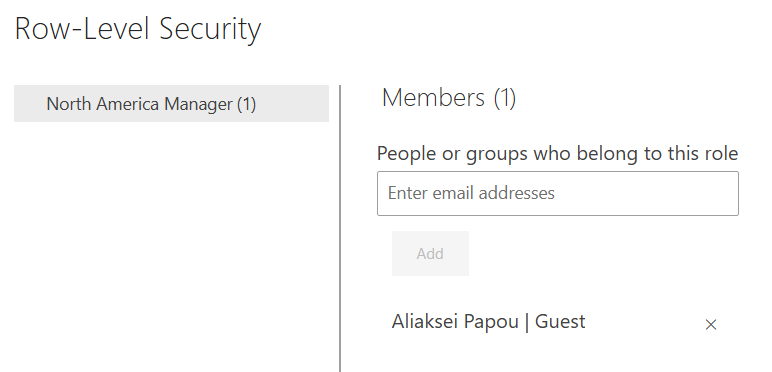 Row-Level Security
North America Manager (1)
Members (1)
People or groups who belong to this role
Enter email addresses
Add
Aliaksei Papou | Guest